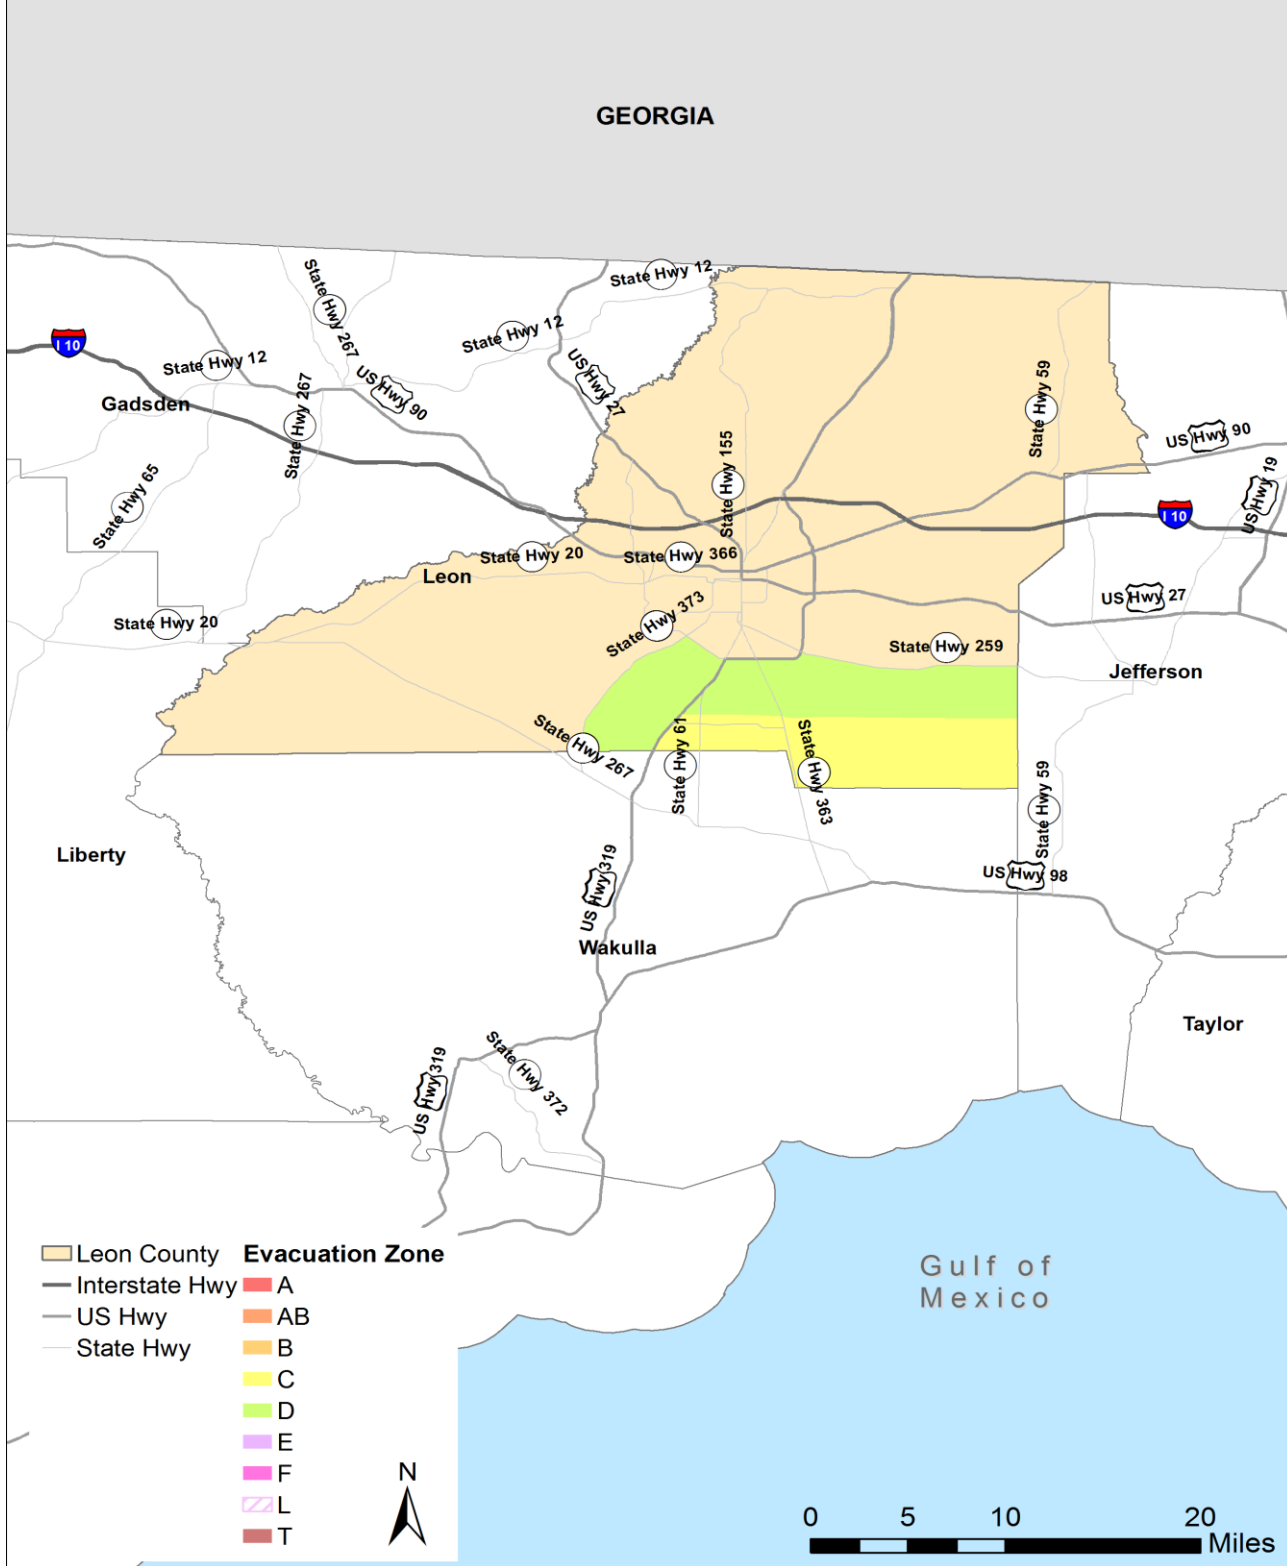 GEORGIA
State Hwy 12
State Hwy 267
State Hwy 12
I 10
State Hwy 12
US Hwy 27
US Hwy 90
State Hwy 59
Gadsden
State Hwy 267
US Hwy 90
State Hwy 155
US Hwy 19
State Hwy 65
I 10
State Hwy 20
State Hwy 366
Leon
US Hwy 27
State Hwy 373
State Hwy 20
State Hwy 259
Jefferson
State Hwy 267
State Hwy 61
State Hwy 363
State Hwy 59
Liberty
US Hwy 98
US Hwy 319
Wakulla
Taylor
State Hwy 372
US Hwy 319
Gulf of
Mexico
Leon County
Interstate Hwy
US Hwy
State Hwy
Evacuation Zone
A
AB
B
C
D
E
F
L
T
N
0 5 10 20
Miles